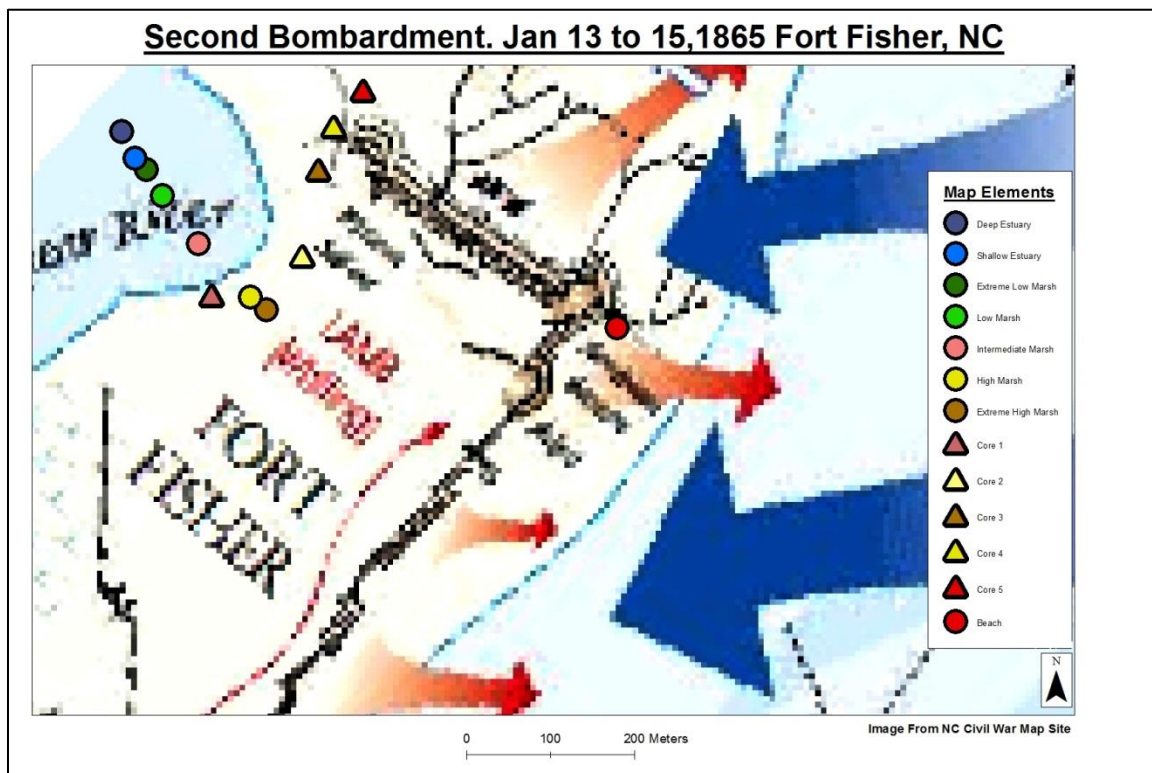 Second Bombardment. Jan 13 to 15,1865 Fort Fisher, NC
River
FORT
FISHER
Map Elements
Deep Estuary
Shallow Estuary
Extreme Low Marsh
Low Marsh
Intermediate Marsh
High Marsh
Extreme High Marsh
Core 1
Core 2
Core 3
Core 4
Core 5
Beach
N
Image From NC Civil War Map Site
0 100 200 Meters